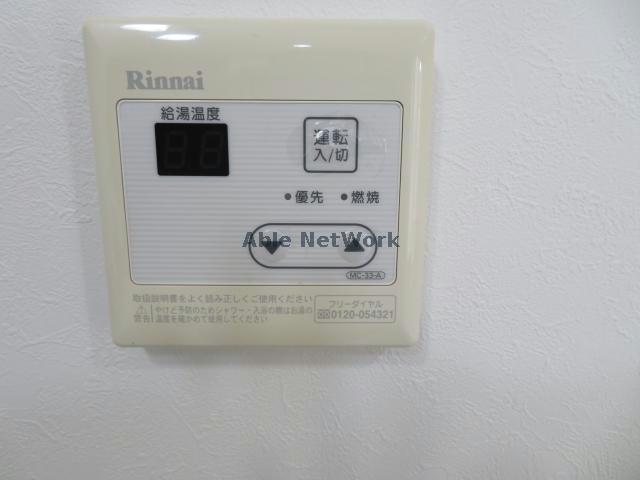 Rinnai
給湯温度
運転
入/切
優先 燃焼
Able NetWork
MC-33-A
取扱説明書をよく読み正しくご使用ください
フリーダイヤル
0120-054321
警告
やけど予防のためシャワー・入浴の際はお湯の
温度を確かめて使用してください